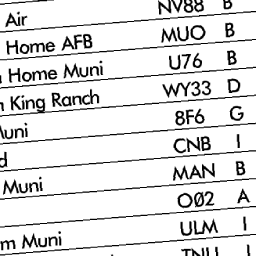 Air NV88 B
Home AFB MUO B
Home Muni U76 B
King Ranch WY33 D
Muni 8F6 G
CNB I
Muni MAN B
O02 A
Muni ULM I